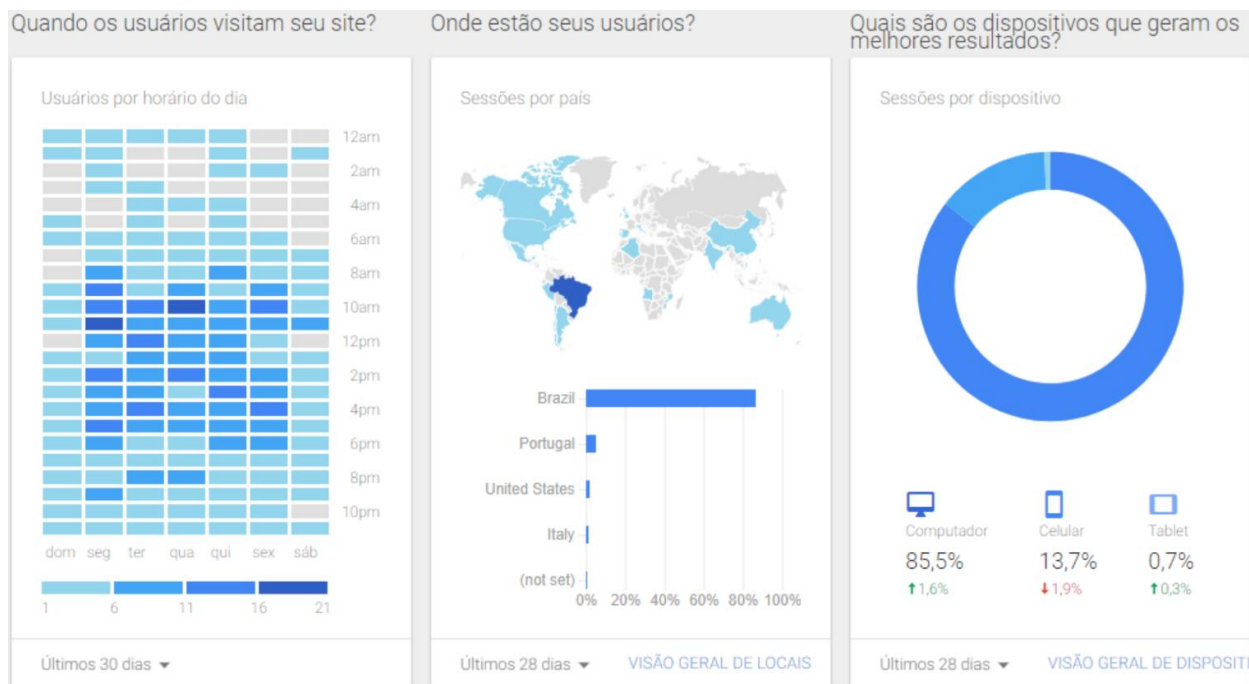 Quando os usuários visitam seu site?
Usuários por horário do dia
12am
2am
4am
6am
8am
10am
12pm
2pm
4pm
6pm
8pm
10pm
dom seg ter qua qui sex sáb
1 6 11 16 21
Últimos 30 dias
Onde estão seus usuários?
Sessões por país
Brazil
Portugal
United States
Italy
(not set)
0% 20% 40% 60% 80% 100%
Últimos 28 dias VISÃO GERAL DE LOCAIS
Quais são os dispositivos que geram os
melhores resultados?
Sessões por dispositivo
Computador Celular Tablet
85,5% 13,7% 0,7%
1,6% 1,9% 0,3%
Últimos 28 dias VISÃO GERAL DE DISPOSITI